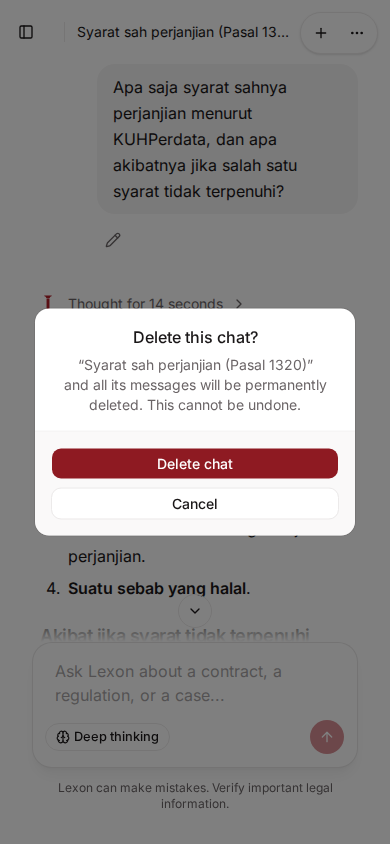 Syarat sah perjanjian (Pasal 13...
Apa saja syarat sahnya
perjanjian menurut
KUHPerdata, dan apa
akibatnya jika salah satu
syarat tidak terpenuhi?
Thought for 14 seconds
Delete this chat?
“Syarat sah perjanjian (Pasal 1320)”
and all its messages will be permanently
deleted. This cannot be undone.
Delete chat
Cancel
perjanjian.
4. Suatu sebab yang halal.
Akibat jika syarat tidak terpenuhi
Ask Lexon about a contract, a
regulation, or a case...
Deep thinking
Lexon can make mistakes. Verify important legal
information.